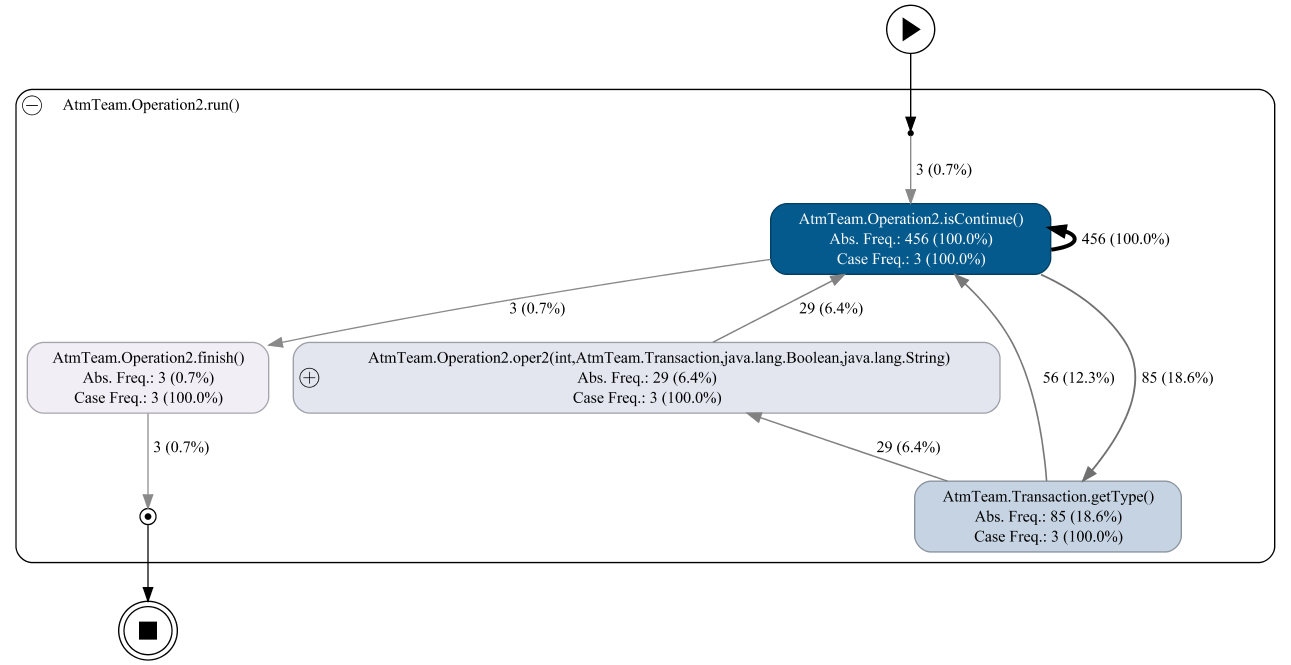 AtmTeam.Operation2.run()
3 (0.7%)
AtmTeam.Operation2.isContinue()
Abs. Freq.: 456 (100.0%)
Case Freq.: 3 (100.0%)
456 (100.0%)
3 (0.7%)
29 (6.4%)
AtmTeam.Operation2.finish()
Abs. Freq.: 3 (0.7%)
Case Freq.: 3 (100.0%)
AtmTeam.Operation2.oper2(int,AtmTeam.Transaction,java.lang.Boolean,java.lang.String)
Abs. Freq.: 29 (6.4%)
Case Freq.: 3 (100.0%)
56 (12.3%)
85 (18.6%)
3 (0.7%)
29 (6.4%)
AtmTeam.Transaction.getType()
Abs. Freq.: 85 (18.6%)
Case Freq.: 3 (100.0%)